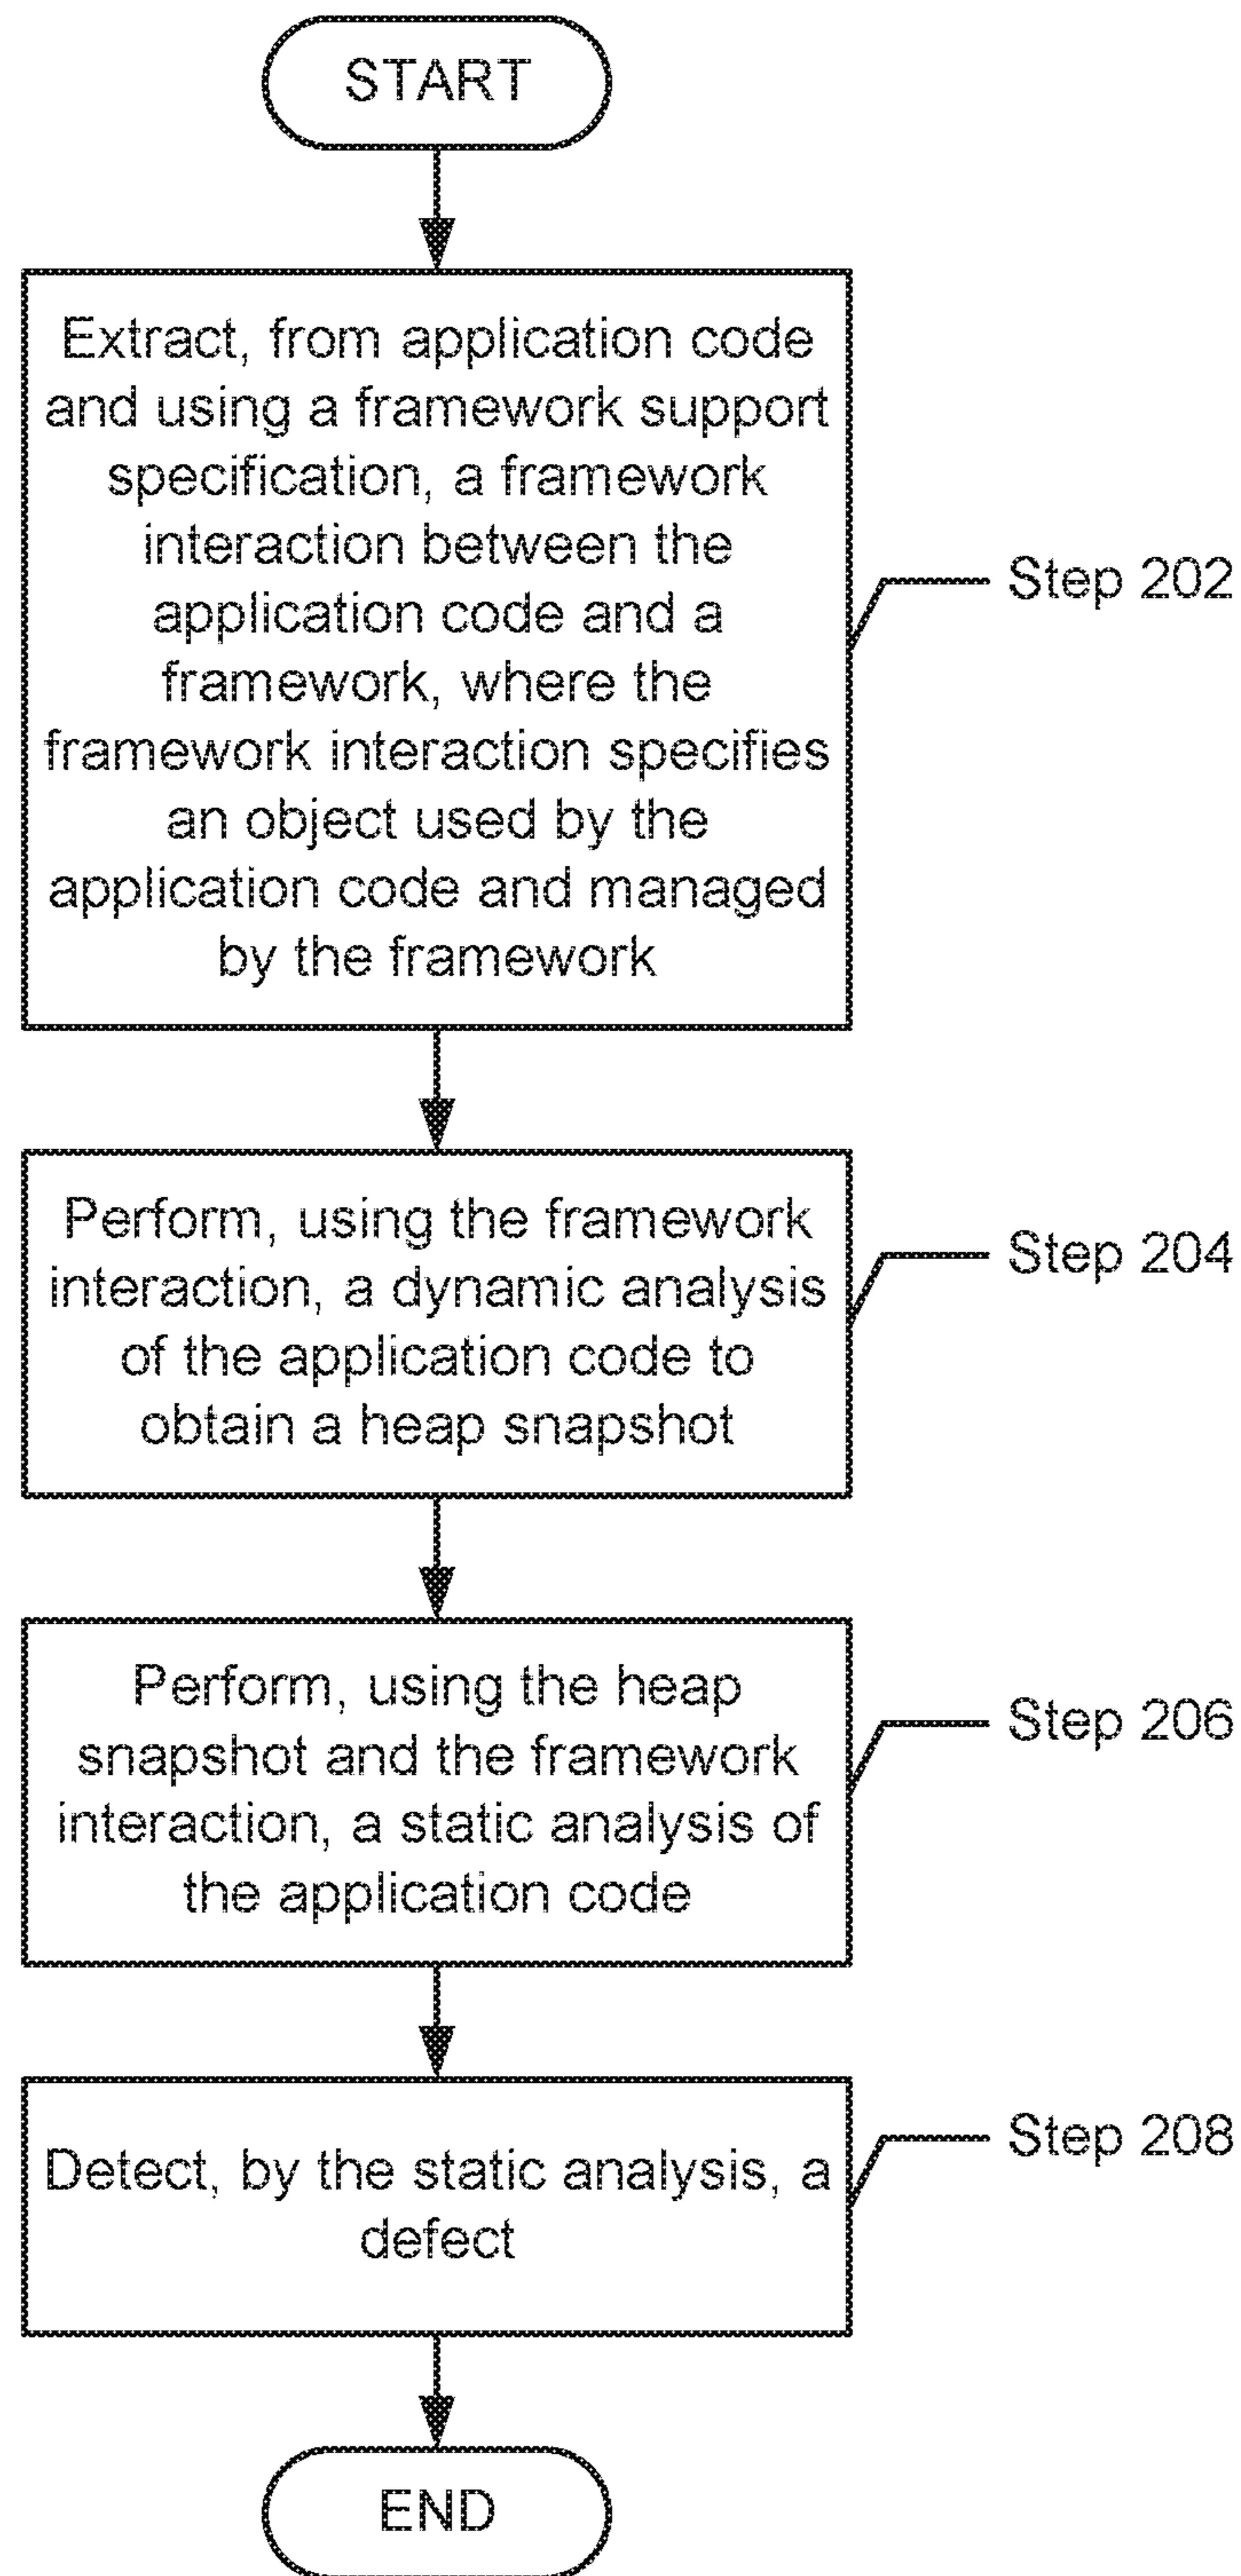 START
Extract, from application code
and using a framework support
specification, a framework
interaction between the
application code and a
framework, where the
framework interaction specifies
an object used by the
application code and managed
by the framework
Step 202
Perform, using the framework
interaction, a dynamic analysis
of the application code to
obtain a heap snapshot
Step 204
Perform, using the heap
snapshot and the framework
interaction, a static analysis of
the application code
Step 206
Detect, by the static analysis, a
defect
Step 208
END